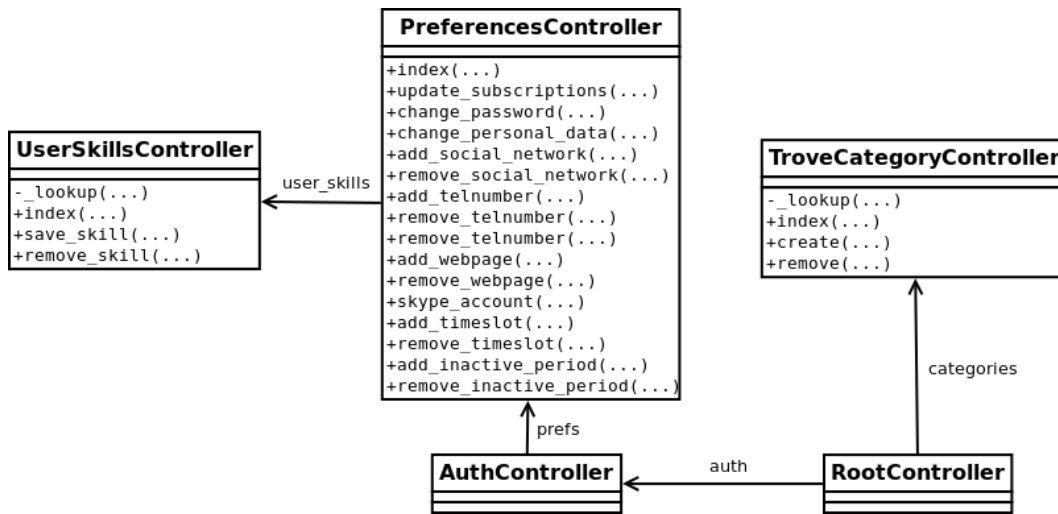 PreferencesController
+index(...)
+update_subscriptions(...)
+change_password(...)
+change_personal_data(...)
+add_social_network(...)
+remove_social_network(...)
+add_telnumber(...)
+remove_telnumber(...)
+remove_telnumber(...)
+add_webpage(...)
+remove_webpage(...)
+skype_account(...)
+add_timeslot(...)
+remove_timeslot(...)
+add_inactive_period(...)
+remove_inactive_period(...)
UserSkillsController
-_lookup(...)
+index(...)
+save_skill(...)
+remove_skill(...)
user_skills
TroveCategoryController
-_lookup(...)
+index(...)
+create(...)
+remove(...)
categories
prefs
AuthController
auth
RootController